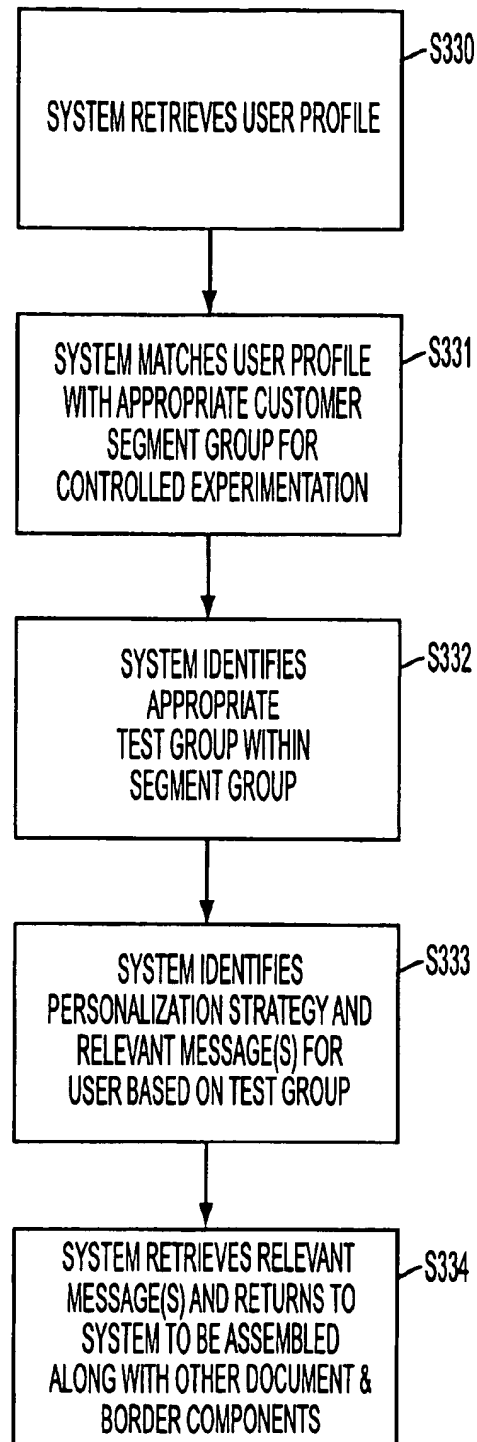 S330
SYSTEM RETRIEVES USER PROFILE
S331
SYSTEM MATCHES USER PROFILE
WITH APPROPRIATE CUSTOMER
SEGMENT GROUP FOR
CONTROLLED EXPERIMENTATION
S332
SYSTEM IDENTIFIES
APPROPRIATE
TEST GROUP WITHIN
SEGMENT GROUP
S333
SYSTEM IDENTIFIES
PERSONALIZATION STRATEGY AND
RELEVANT MESSAGE(S) FOR
USER BASED ON TEST GROUP
S334
SYSTEM RETRIEVES RELEVANT
MESSAGE(S) AND RETURNS TO
SYSTEM TO BE ASSEMBLED
ALONG WITH OTHER DOCUMENT &
BORDER COMPONENTS